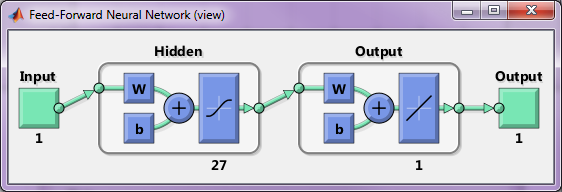 Feed-Forward Neural Network (view)
Hidden
Output
Input
Output
W
W
+
+
b
b
1
1
27
1